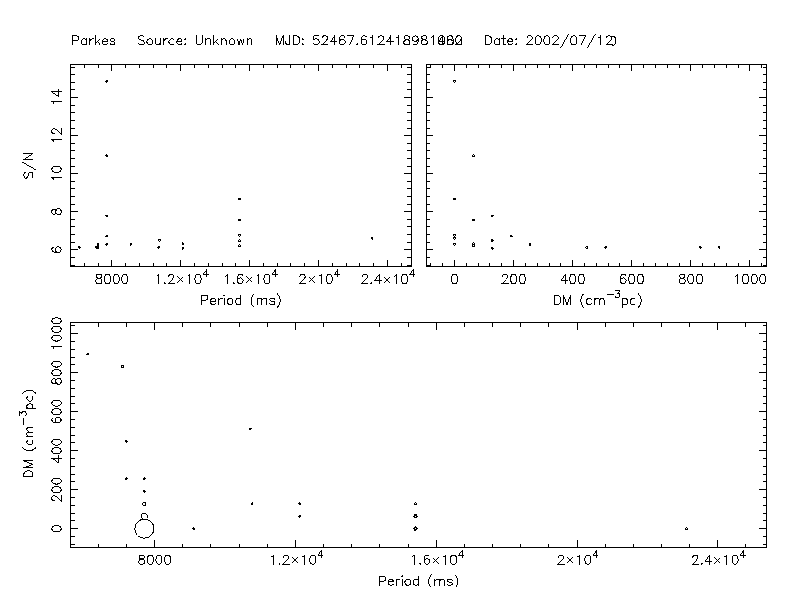 Parkes Source: Unknown MJD: 52467.612418981 Date: 2002/07/12
14
12
10
8
6
S/N
8000 1.2×10⁴ 1.6×10⁴ 2×10⁴ 2.4×10⁴
Period (ms)
0 200 400 600 800 1000
DM (cm⁻³pc)
1000
800
600
400
200
0
DM (cm⁻³pc)
8000 1.2×10⁴ 1.6×10⁴ 2×10⁴ 2.4×10⁴
Period (ms)